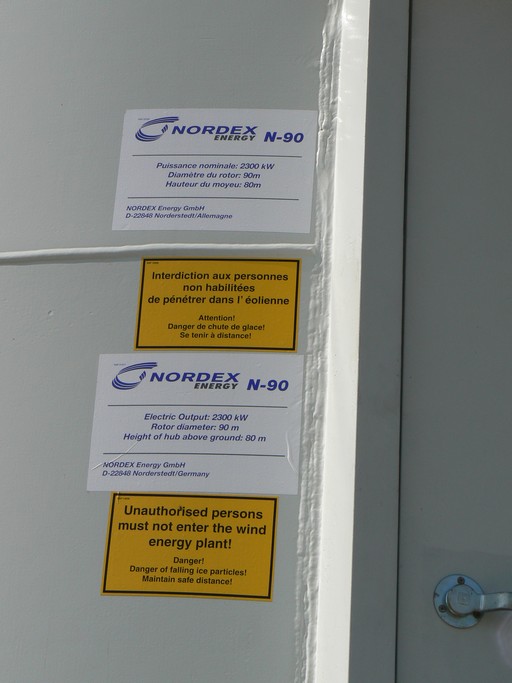 NORDEX
ENERGY N-90
Puissance nominale: 2300 kW
Diamètre du rotor: 90m
Hauteur du moyeu: 80m
NORDEX Energy GmbH
D-22848 Norderstedt/Allemagne
Interdiction aux personnes
non habilitées
de pénétrer dans l' éolienne
Attention!
Danger de chute de glace!
Se tenir à distance!
NORDEX
ENERGY N-90
Electric Output: 2300 kW
Rotor diameter: 90 m
Height of hub above ground: 80 m
NORDEX Energy GmbH
D-22848 Norderstedt/Germany
Unauthorised persons
must not enter the wind
energy plant!
Danger!
Danger of falling ice particles!
Maintain safe distance!